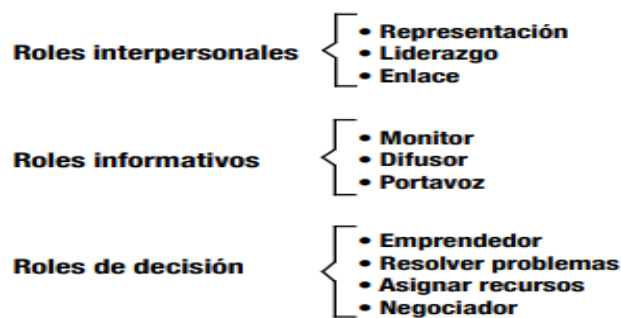 Roles interpersonales
• Representación
• Liderazgo
• Enlace
Roles informativos
• Monitor
• Difusor
• Portavoz
Roles de decisión
• Emprendedor
• Resolver problemas
• Asignar recursos
• Negociador